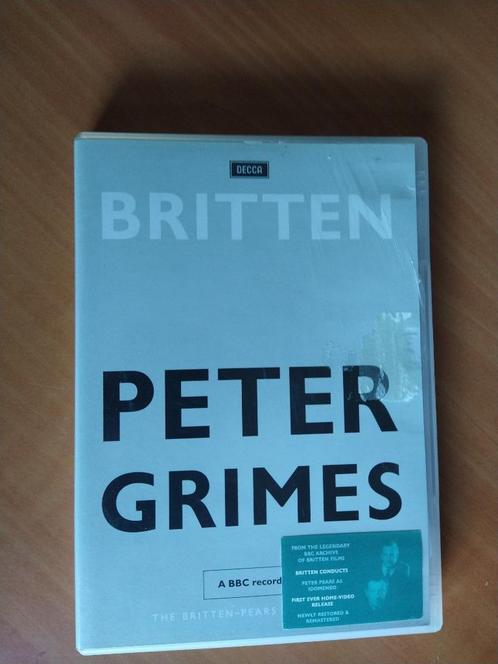 DECCA
BRITTEN
PETER
GRIMES
A BBC record
THE BRITTEN–PEARS
FROM THE LEGENDARY
BBC ARCHIVE
OF BRITTEN FILMS
BRITTEN CONDUCTS
PETER PEARS AS
IDOMENEO
FIRST EVER HOME-VIDEO
RELEASE
NEWLY RESTORED &
REMASTERED